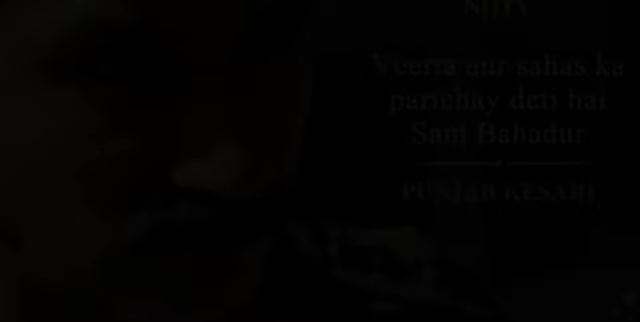 Veerta aur sahas ka
parichay deti hai
Sam Bahadur
PUNJAB KESARI